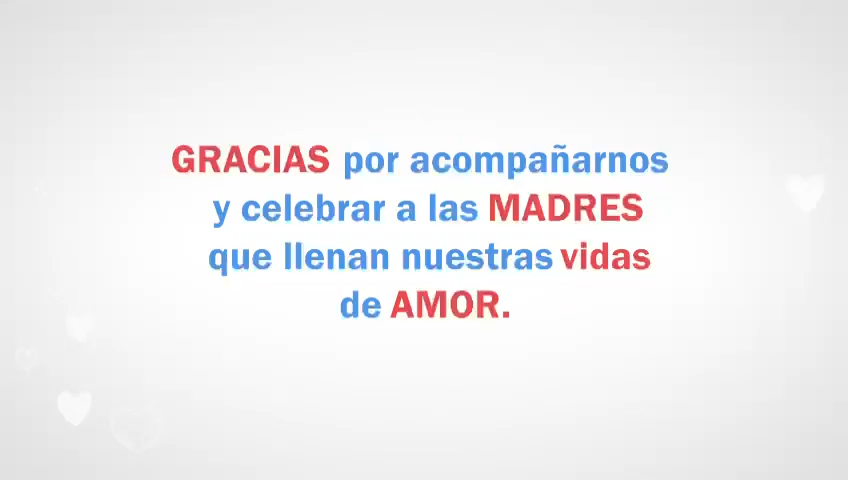 GRACIAS por acompañarnos
y celebrar a las MADRES
que llenan nuestras vidas
de AMOR.